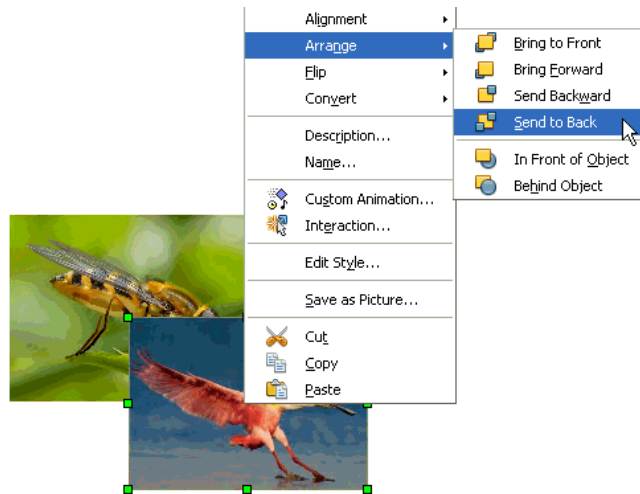 Alignment
Arrange
Flip
Convert
Description...
Name...
Custom Animation...
Interaction...
Edit Style...
Save as Picture...
Cut
Copy
Paste
Bring to Front
Bring Forward
Send Backward
Send to Back
In Front of Object
Behind Object